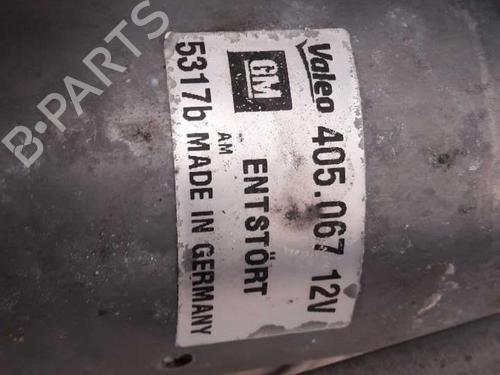 Valeo 405.067 12V
GM ENTSTÖRT
AM
5317b MADE IN GERMANY
B-PARTS